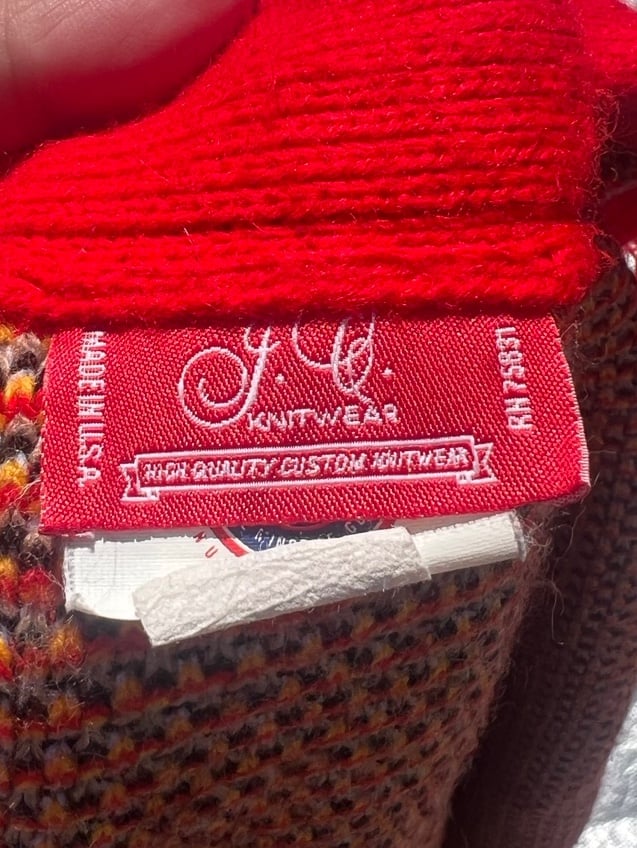 J.Q.
KNITWEAR
HIGH QUALITY CUSTOM KNITWEAR
MADE IN U.S.A
RN 75831